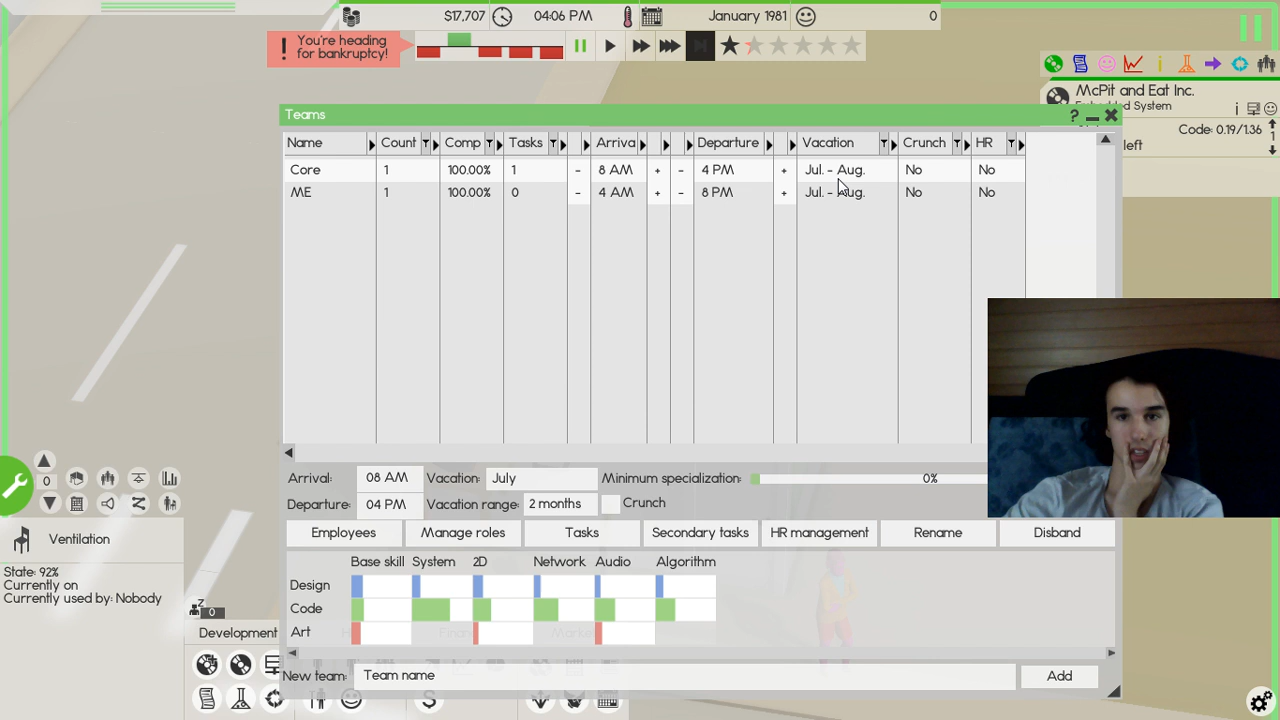 $17,707
04:06 PM
January 1981
0
You're heading
for bankruptcy!
McPit and Eat Inc.
Embedded System
Code: 0.19/1.36
left
Teams
Name Count Comp Tasks Arriva Departure Vacation Crunch HR
Core 1 100.00% 1 - 8 AM + - 4 PM + Jul. - Aug. No No
ME 1 100.00% 0 - 4 AM + - 8 PM + Jul. - Aug. No No
Arrival: 08 AM Vacation: July Minimum specialization: 0%
Departure: 04 PM Vacation range: 2 months Crunch
Employees Manage roles Tasks Secondary tasks HR management Rename Disband
Base skill System 2D Network Audio Algorithm
Design
Code
Art
New team: Team name Add
0
Ventilation
State: 92%
Currently on
Currently used by: Nobody
0
Development